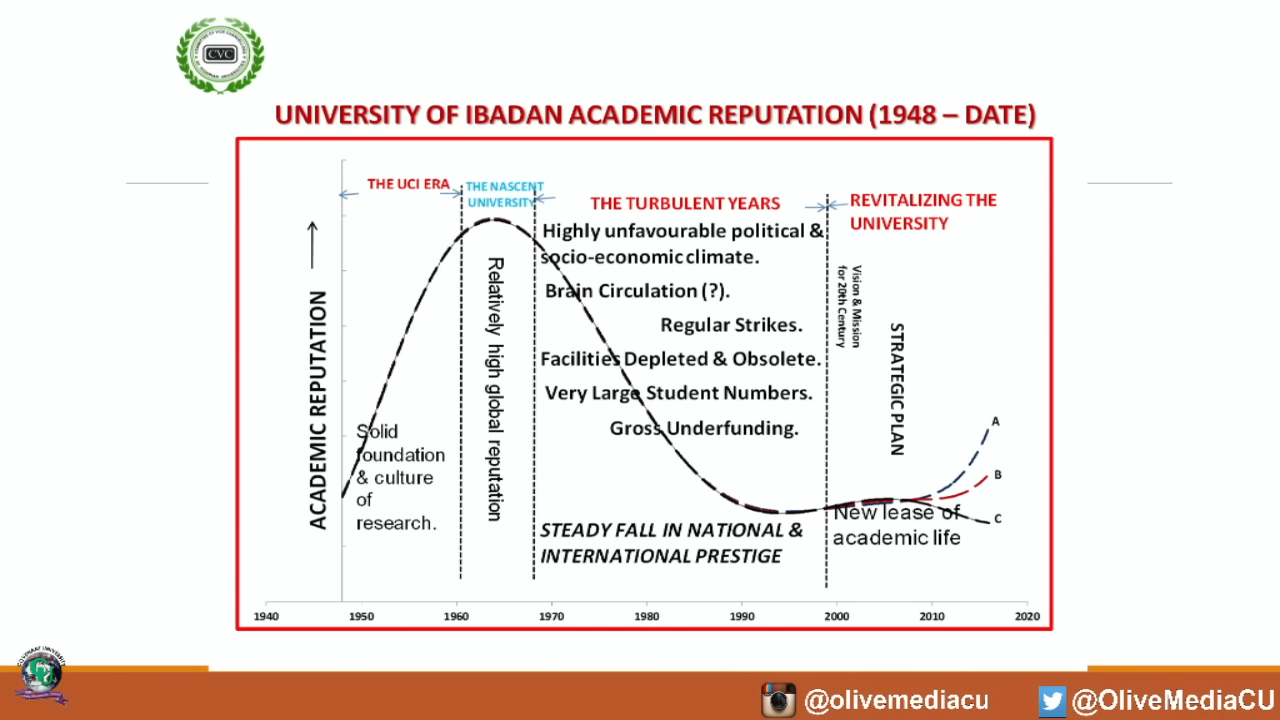 CVC
UNIVERSITY OF IBADAN ACADEMIC REPUTATION (1948 – DATE)
THE UCI ERA
THE NASCENT
UNIVERSITY
THE TURBULENT YEARS
REVITALIZING THE
UNIVERSITY
ACADEMIC REPUTATION
Solid
foundation
& culture
of
research.
Relatively high global reputation
Highly unfavourable political &
socio-economic climate.
Brain Circulation (?).
Regular Strikes.
Facilities Depleted & Obsolete.
Very Large Student Numbers.
Gross Underfunding.
STEADY FALL IN NATIONAL &
INTERNATIONAL PRESTIGE
Vision & Mission
for 20th Century
STRATEGIC PLAN
New lease of
academic life
A
B
C
1940 1950 1960 1970 1980 1990 2000 2010 2020
@olivemediacu @OliveMediaCU